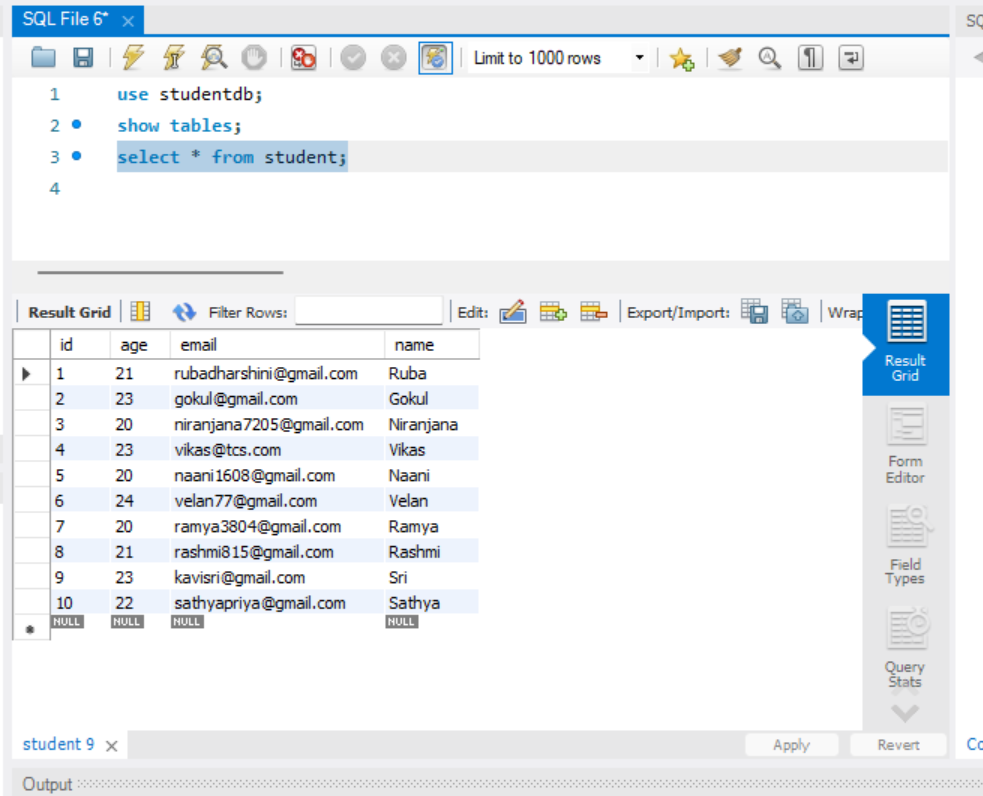 SQL File 6*
SQ
Limit to 1000 rows
1 use studentdb;
2 show tables;
3 select * from student;
4
Result Grid Filter Rows: Edit: Export/Import: Wrap
id age email name
1 21 rubadharshini@gmail.com Ruba
2 23 gokul@gmail.com Gokul
3 20 niranjana7205@gmail.com Niranjana
4 23 vikas@tcs.com Vikas
5 20 naani1608@gmail.com Naani
6 24 velan77@gmail.com Velan
7 20 ramya3804@gmail.com Ramya
8 21 rashmi815@gmail.com Rashmi
9 23 kavisri@gmail.com Sri
10 22 sathyapriya@gmail.com Sathya
NULL NULL NULL NULL
Result
Grid
Form
Editor
Field
Types
Query
Stats
student 9
Apply Revert
Co
Output